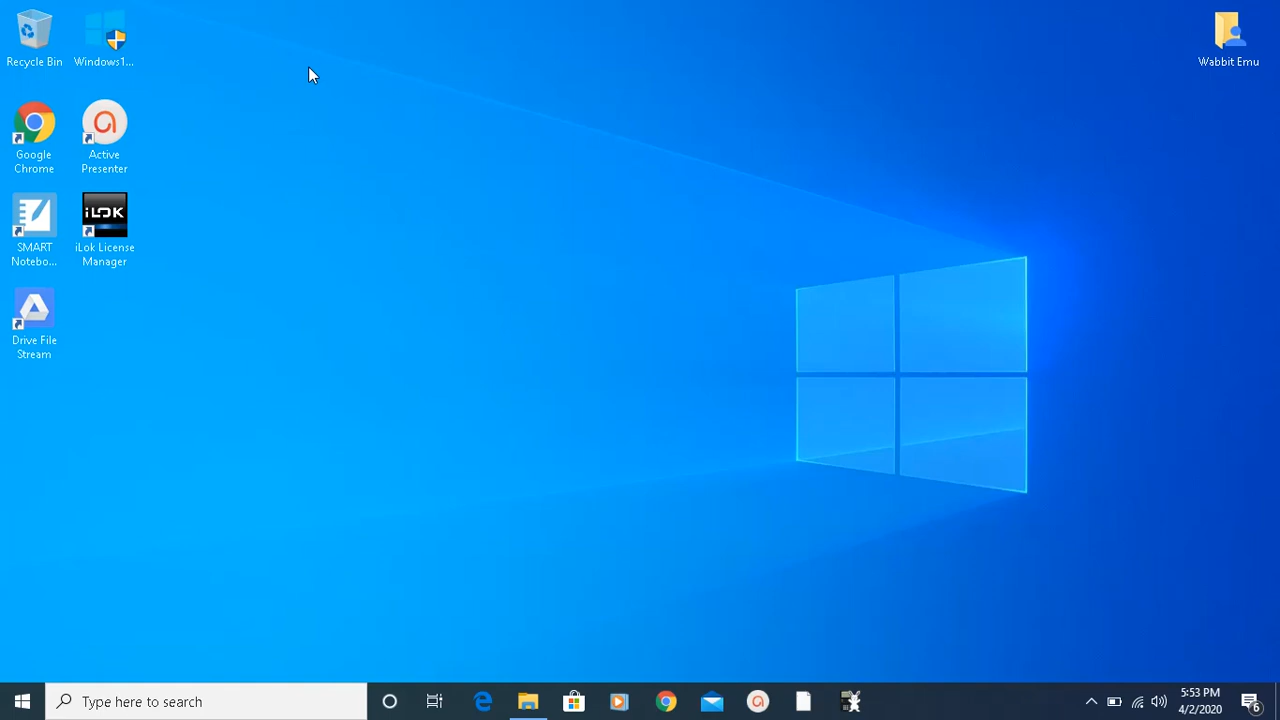 Recycle Bin
Windows1...
Wabbit Emu
Google
Chrome
Active
Presenter
SMART
Notebo...
iLOK
iLok License
Manager
Drive File
Stream
Type here to search
5:53 PM
4/2/2020
6